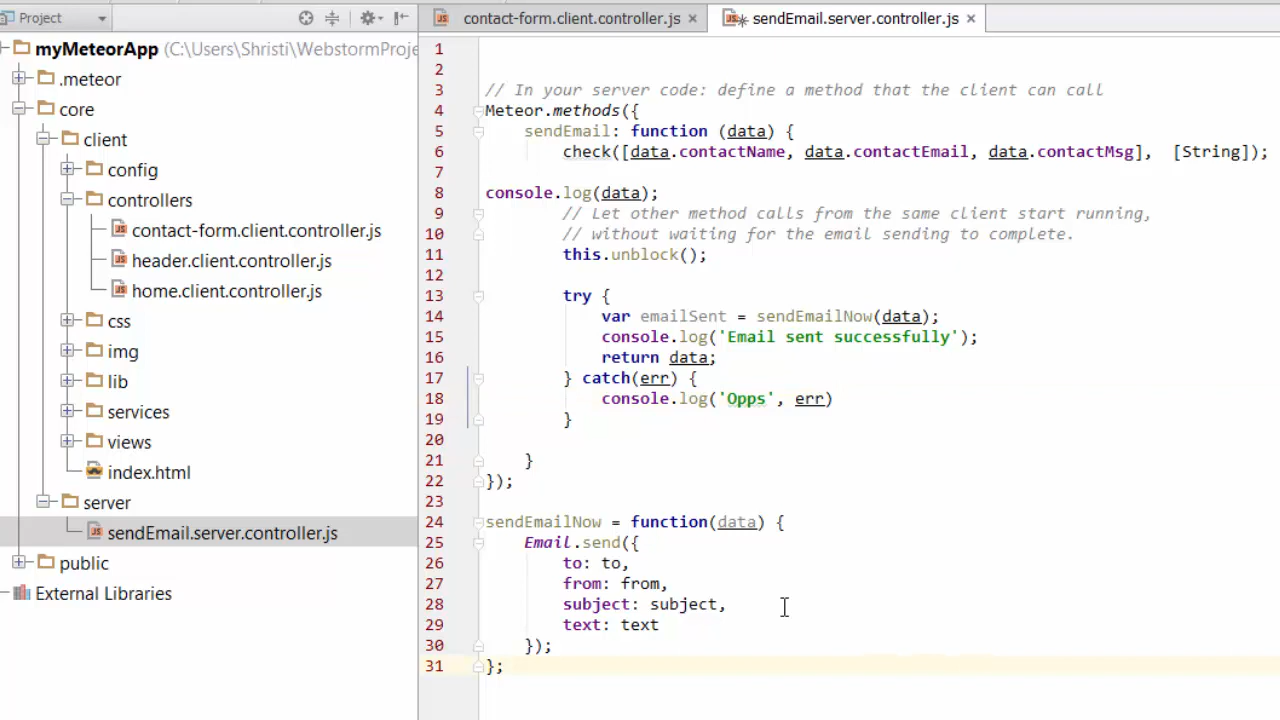 Project
contact-form.client.controller.js
sendEmail.server.controller.js
myMeteorApp (C:\Users\Shristi\WebstormProje
.meteor
core
client
config
controllers
contact-form.client.controller.js
header.client.controller.js
home.client.controller.js
css
img
lib
services
views
index.html
server
sendEmail.server.controller.js
public
External Libraries
1
2
3 // In your server code: define a method that the client can call
4 Meteor.methods({
5 sendEmail: function (data) {
6 check([data.contactName, data.contactEmail, data.contactMsg], [String]);
7
8 console.log(data);
9 // Let other method calls from the same client start running,
10 // without waiting for the email sending to complete.
11 this.unblock();
12
13 try {
14 var emailSent = sendEmailNow(data);
15 console.log('Email sent successfully');
16 return data;
17 } catch(err) {
18 console.log('Opps', err)
19 }
20
21 }
22 });
23
24 sendEmailNow = function(data) {
25 Email.send({
26 to: to,
27 from: from,
28 subject: subject,
29 text: text
30 });
31 };